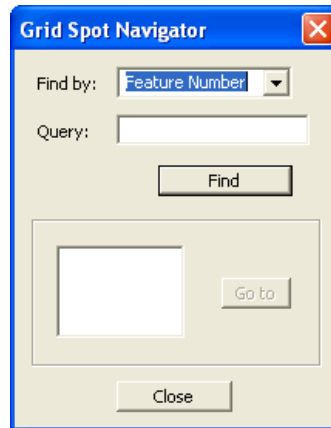 Grid Spot Navigator
Find by: Feature Number
Query:
Find
Go to
Close